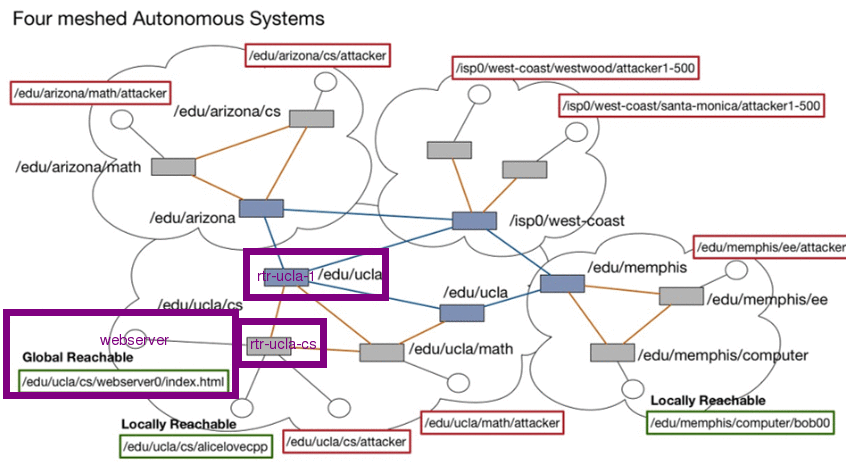 Four meshed Autonomous Systems
/edu/arizona/cs/attacker
/isp0/west-coast/westwood/attacker1-500
/edu/arizona/math/attacker
/isp0/west-coast/santa-monica/attacker1-500
/edu/arizona/cs
/edu/arizona/math
/edu/arizona
/isp0/west-coast
/edu/memphis/ee/attacker
rtr-ucla-1
/edu/ucla
/edu/memphis
/edu/ucla
/edu/memphis/ee
/edu/ucla/cs
webserver
rtr-ucla-cs
/edu/ucla/math
/edu/memphis/computer
Global Reachable
/edu/ucla/cs/webserver0/index.html
Locally Reachable
/edu/memphis/computer/bob00
Locally Reachable
/edu/ucla/cs/alicelovecpp
/edu/ucla/cs/attacker
/edu/ucla/math/attacker